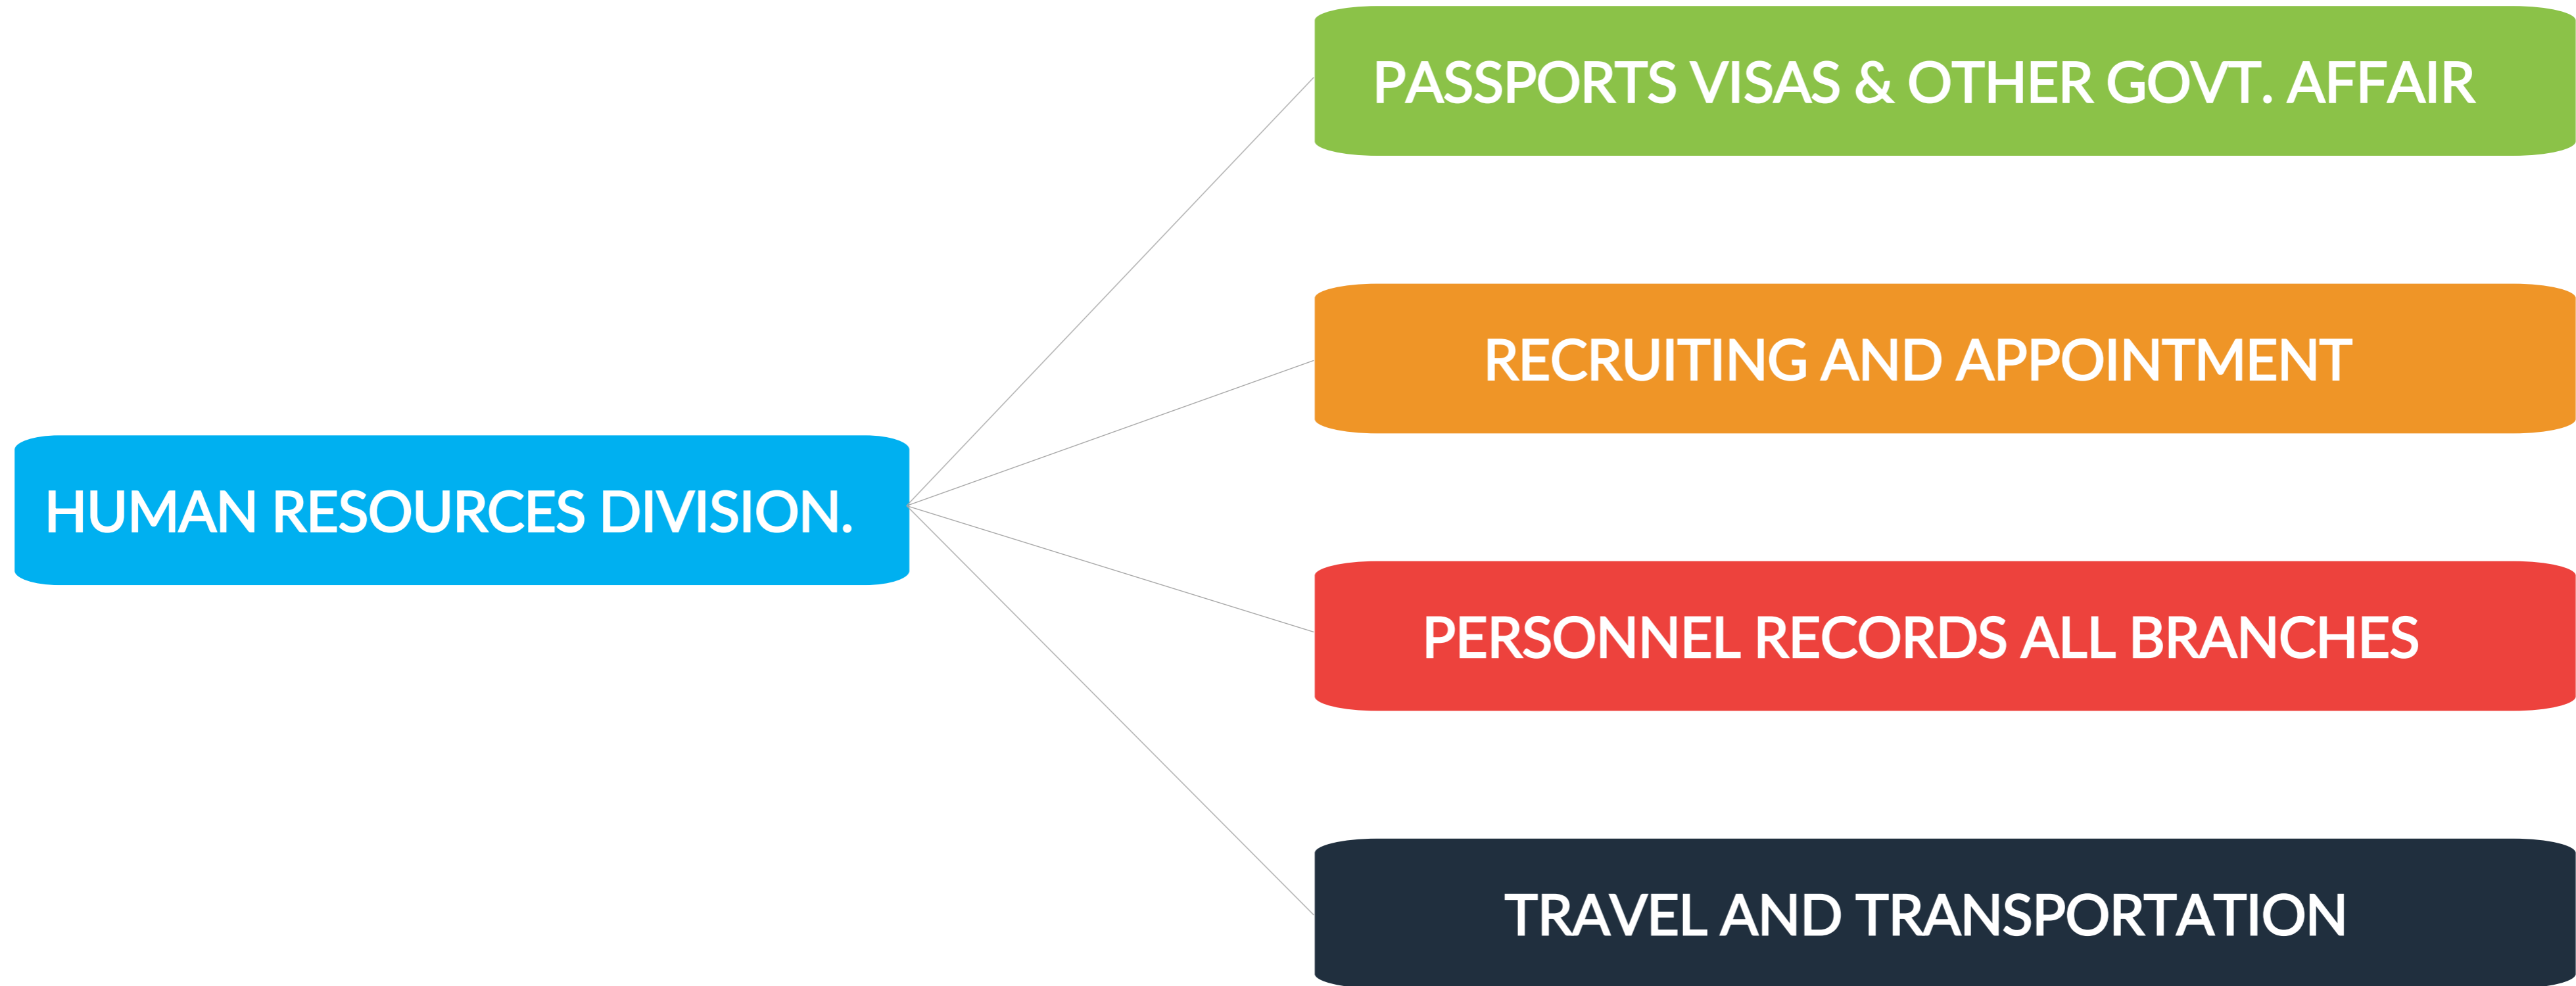 PASSPORTS VISAS & OTHER GOVT. AFFAIR
RECRUITING AND APPOINTMENT
HUMAN RESOURCES DIVISION.
PERSONNEL RECORDS ALL BRANCHES
TRAVEL AND TRANSPORTATION